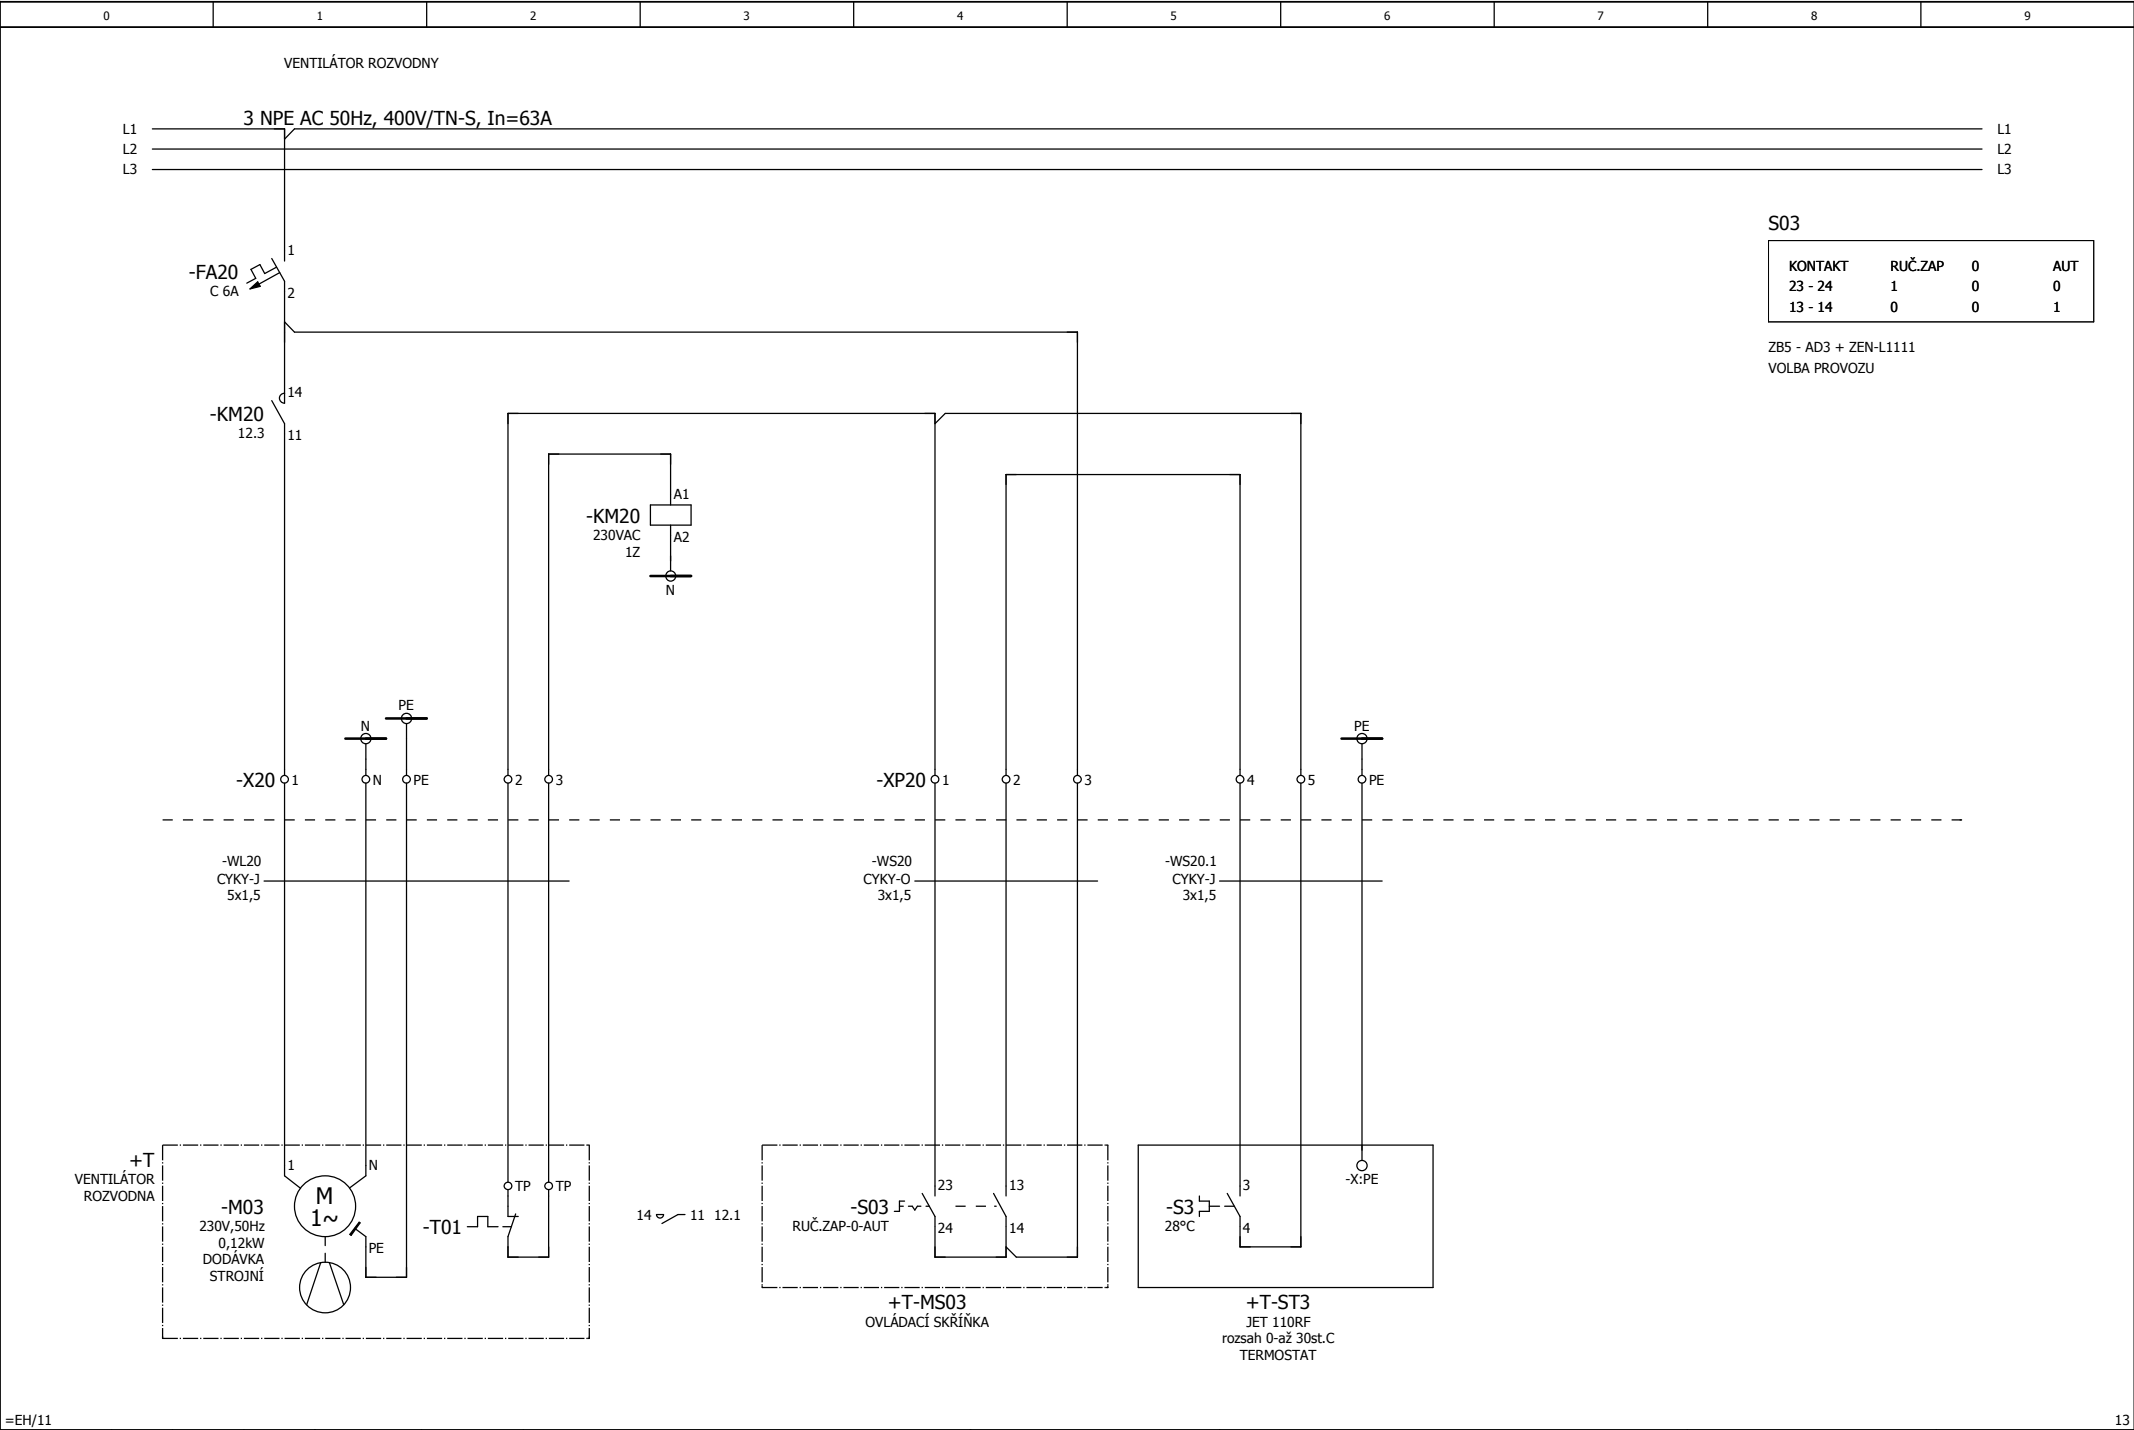 0 1 2 3 4 5 6 7 8 9
VENTILÁTOR ROZVODNY
3 NPE AC 50Hz, 400V/TN-S, In=63A
L1 L1
L2 L2
L3 L3
S03
KONTAKT RUČ.ZAP 0 AUT
23 - 24 1 0 0
13 - 14 0 0 1
ZB5 - AD3 + ZEN-L1111
VOLBA PROVOZU
1
-FA20
C 6A
2
14
-KM20
12.3
11
A1
-KM20
230VAC
1Z
A2
N
N
PE
PE
-X20 1 N PE 2 3
-XP20 1 2 3 4 5 PE
-WL20
CYKY-J
5x1,5
-WS20
CYKY-O
3x1,5
-WS20.1
CYKY-J
3x1,5
+T
VENTILÁTOR
ROZVODNA
1 N
M
1~
-M03
230V,50Hz
0,12kW
DODÁVKA
STROJNÍ
PE
TP TP
-T01
14 11 12.1
23 13
-S03
RUČ.ZAP-0-AUT
24 14
+T-MS03
OVLÁDACÍ SKŘÍŇKA
3
-S3
28°C
4
-X:PE
+T-ST3
JET 110RF
rozsah 0-až 30st.C
TERMOSTAT
=EH/11
13